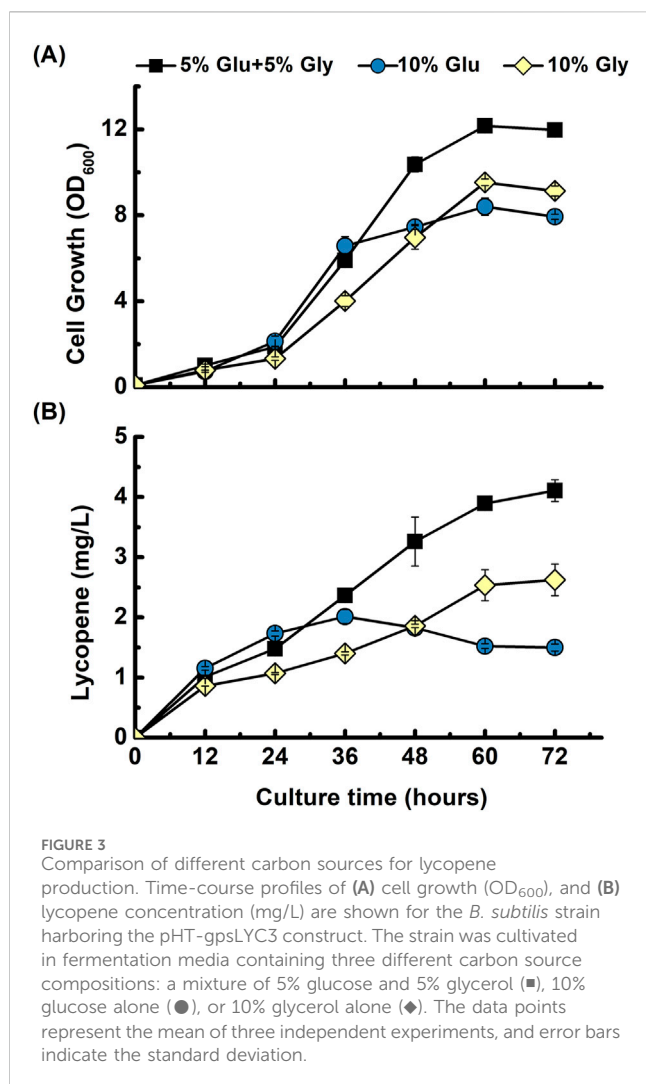 (A)
5% Glu+5% Gly 10% Glu 10% Gly
12
8
4
0
Cell Growth (OD600)
(B)
5
4
3
2
1
0
Lycopene (mg/L)
0 12 24 36 48 60 72
Culture time (hours)
FIGURE 3
Comparison of different carbon sources for lycopene
production. Time-course profiles of (A) cell growth (OD600), and (B)
lycopene concentration (mg/L) are shown for the B. subtilis strain
harboring the pHT-gpsLYC3 construct. The strain was cultivated
in fermentation media containing three different carbon source
compositions: a mixture of 5% glucose and 5% glycerol (■), 10%
glucose alone (●), or 10% glycerol alone (◆). The data points
represent the mean of three independent experiments, and error bars
indicate the standard deviation.